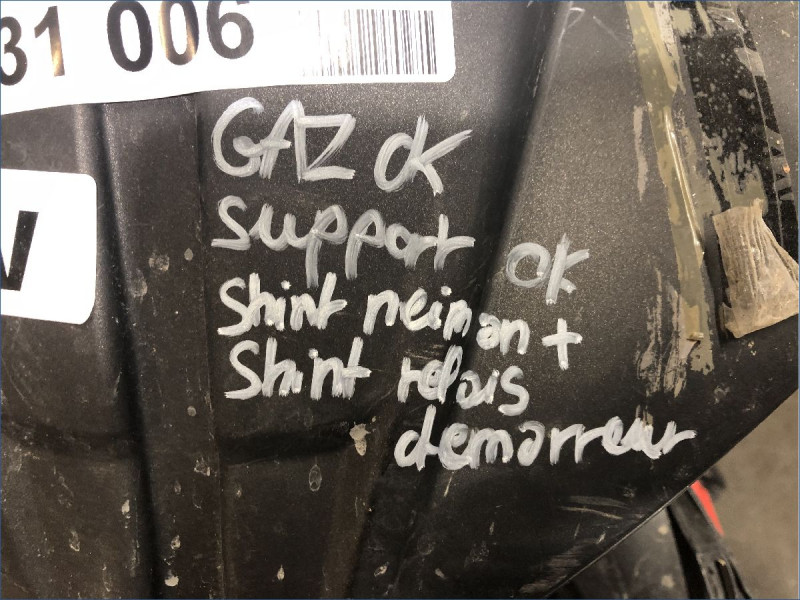 31 006
GAZ OK
support OK
Shint neiman +
Shint relais
demarreur